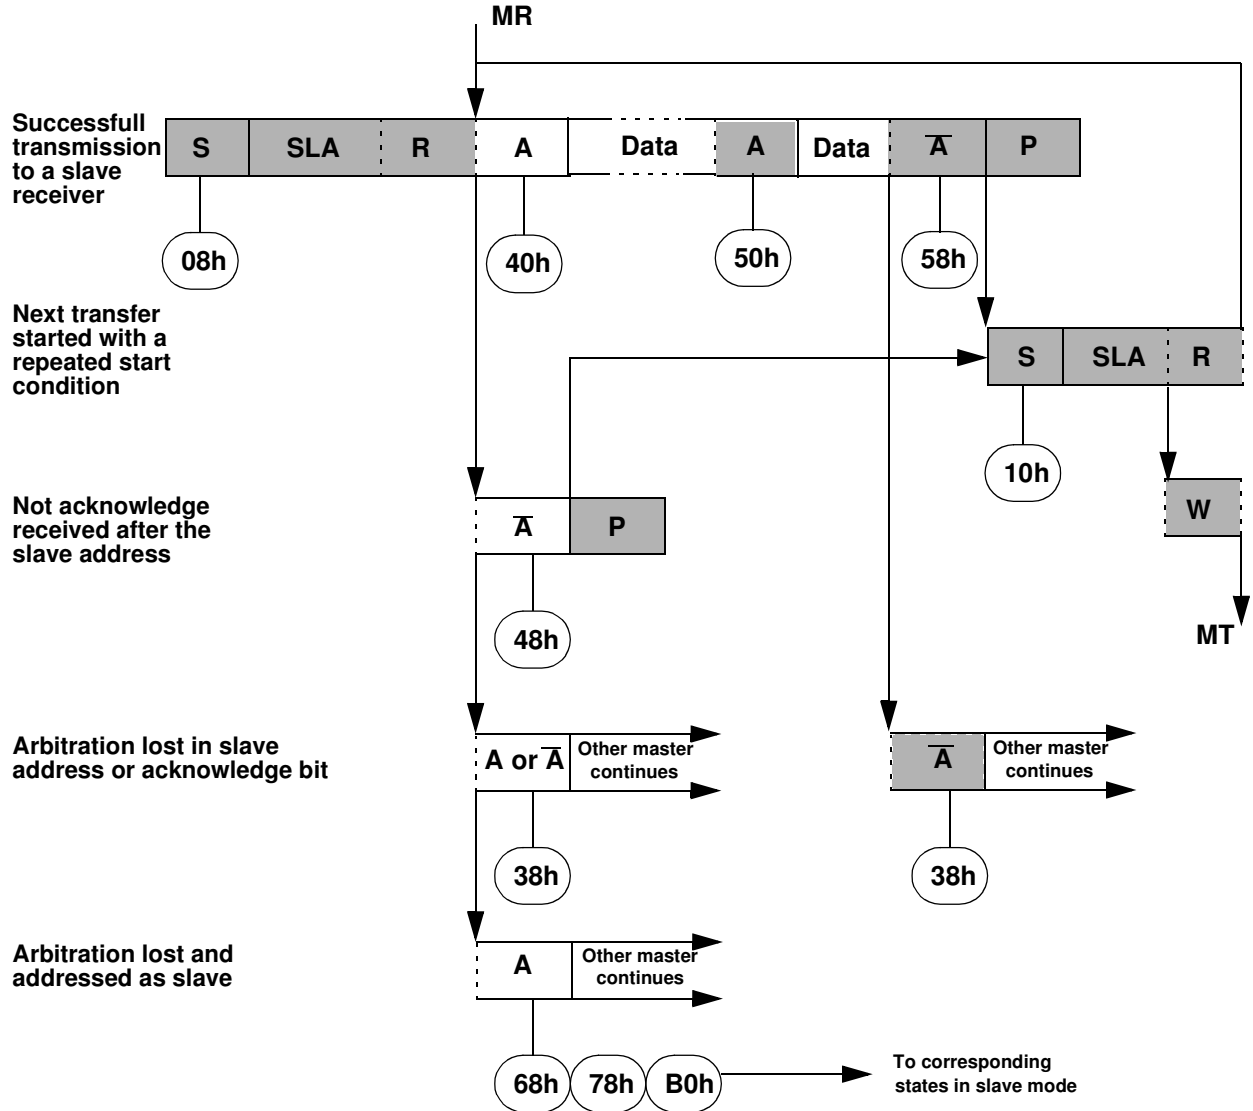 MR
Successfull
transmission
to a slave
receiver
S SLA R A Data A Data A̅ P
08h 40h 50h 58h
Next transfer
started with a
repeated start
condition
S SLA R
10h
Not acknowledge
received after the
slave address
A̅ P
W
48h
MT
Arbitration lost in slave
address or acknowledge bit
A or A̅
Other master
continues
A̅
Other master
continues
38h 38h
Arbitration lost and
addressed as slave
A
Other master
continues
68h 78h B0h
To corresponding
states in slave mode